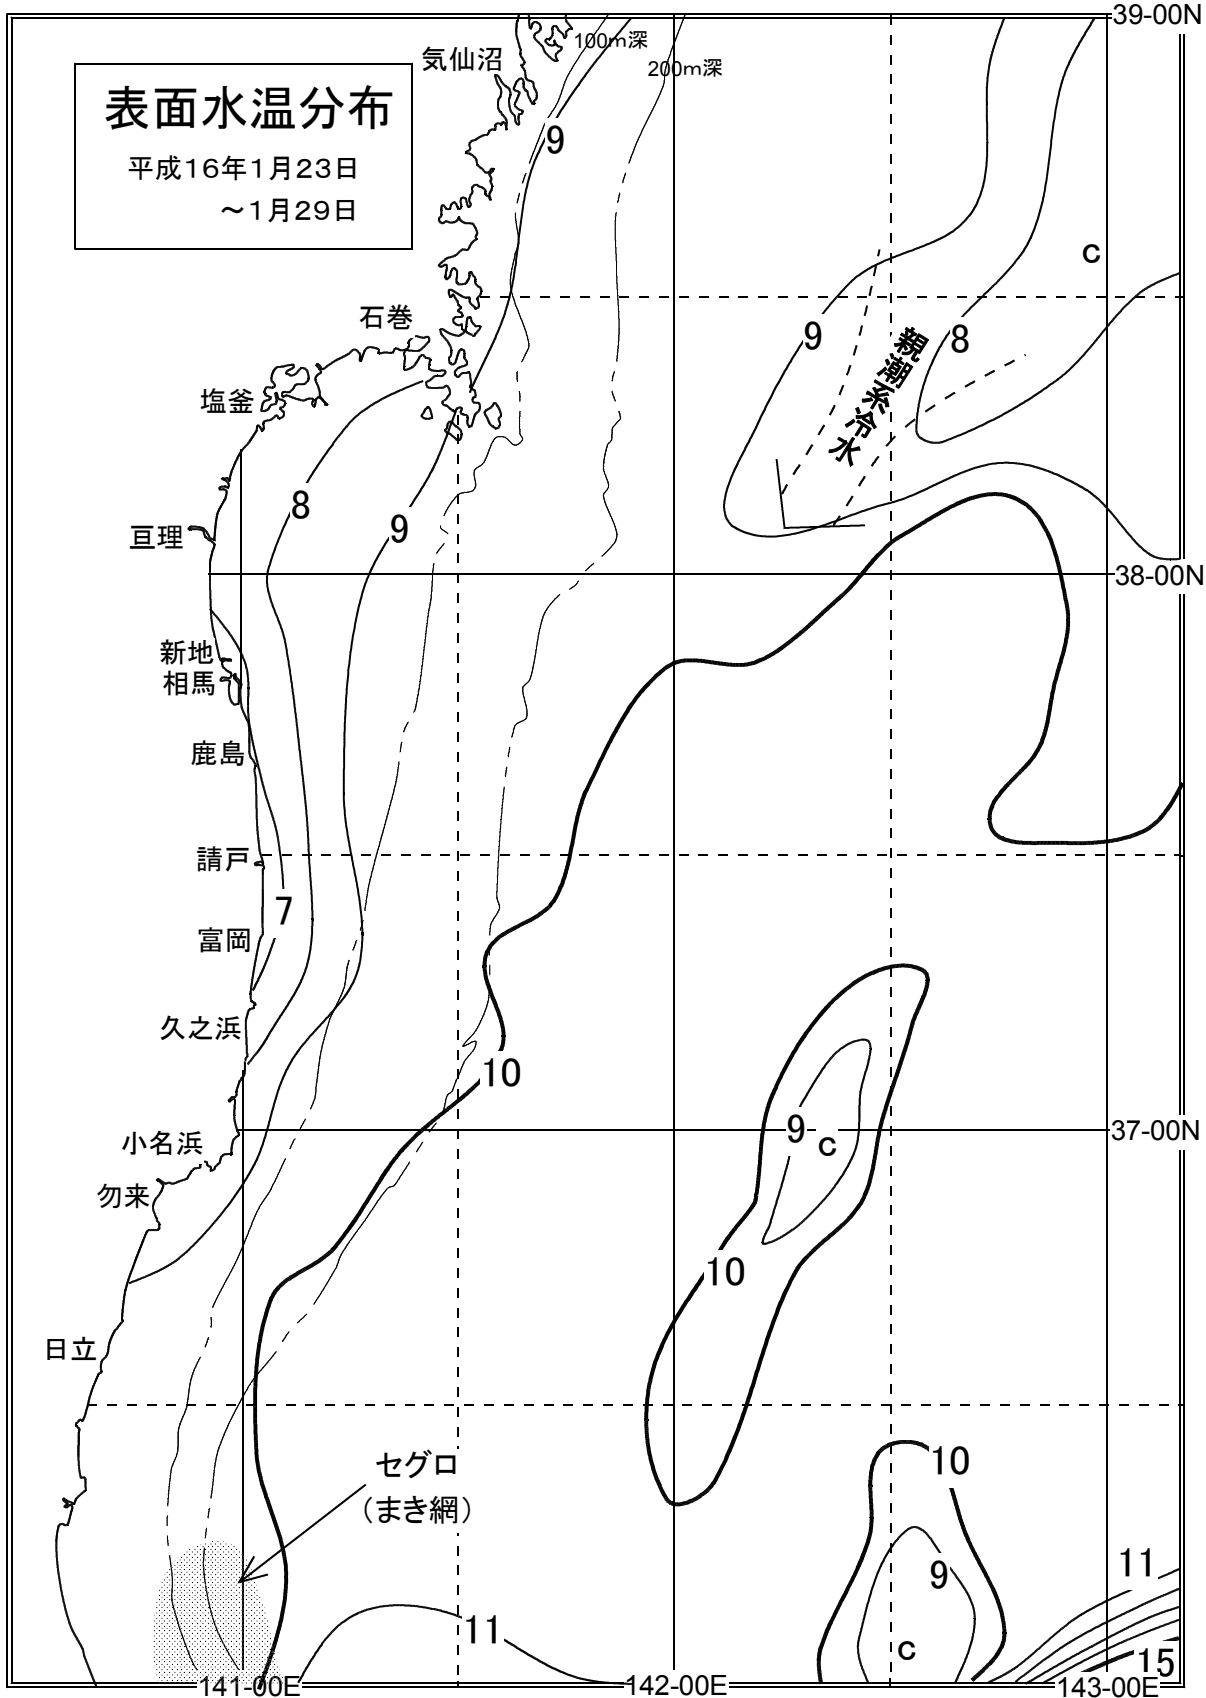 39-00N
100m深
気仙沼
200m深
表面水温分布
9
平成16年1月23日
～1月29日
c
石巻
9
親潮系冷水
8
塩釜
8
9
亘理
38-00N
新地
相馬
鹿島
請戸
7
富岡
久之浜
10
9
c
37-00N
小名浜
勿来
10
日立
セグロ
(まき網)
10
11
9
11
c
15
141-00E
142-00E
143-00E